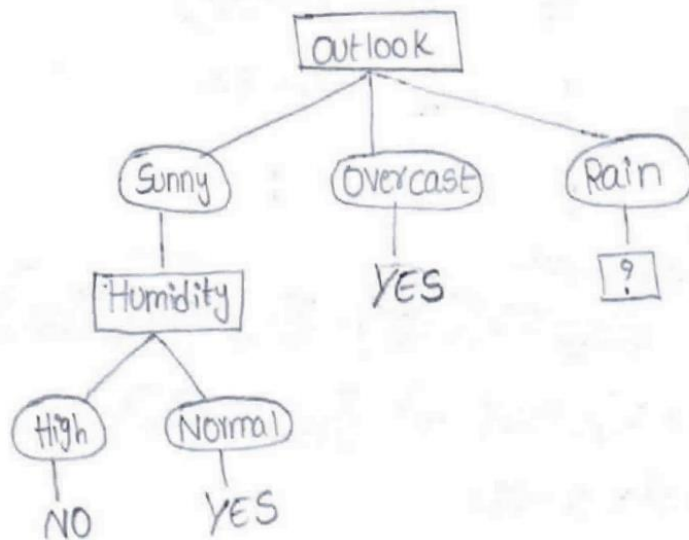 Outlook
Sunny Overcast Rain
Humidity YES ?
High Normal
NO YES